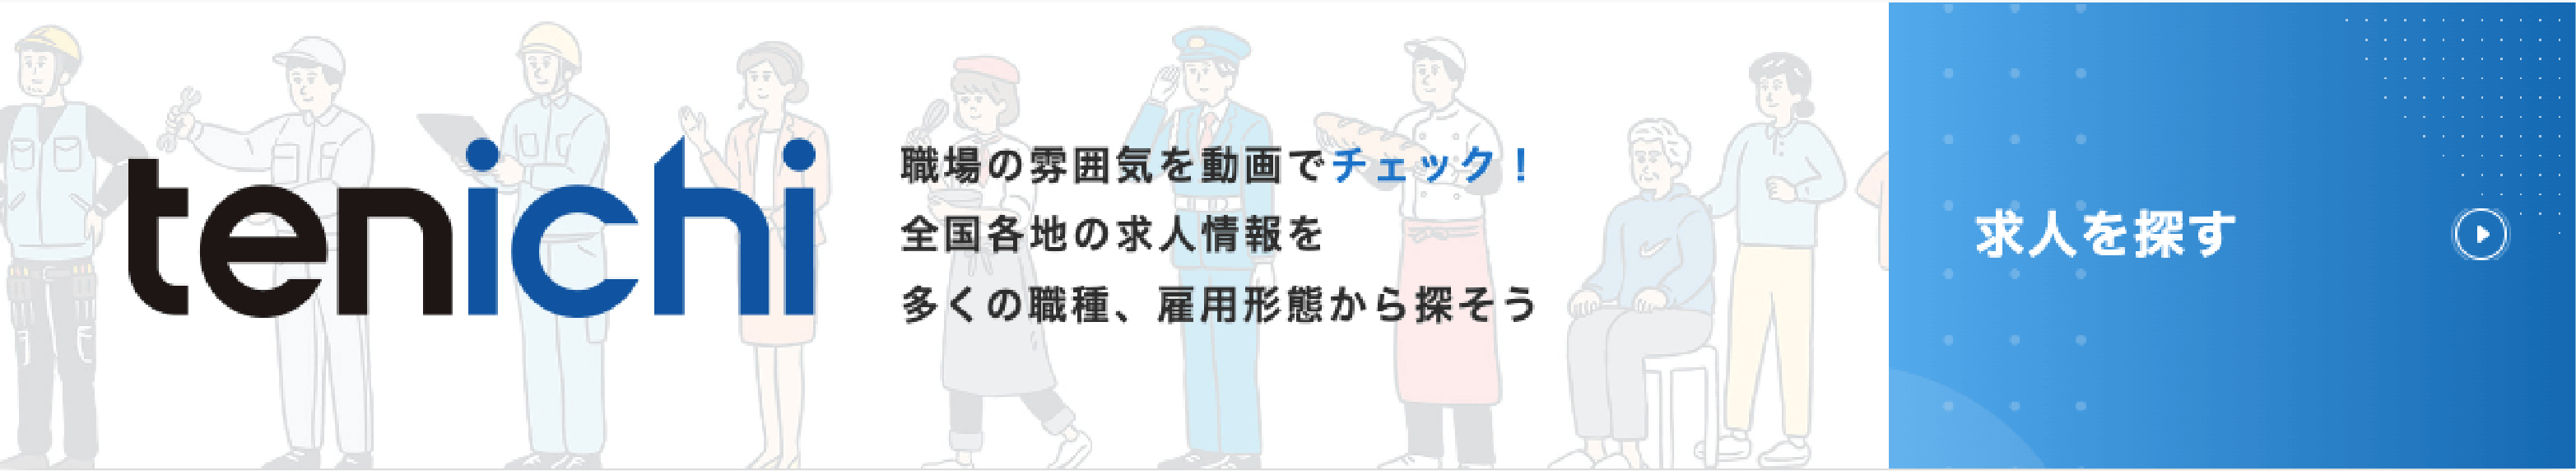 tenichi
職場の雰囲気を動画でチェック！
全国各地の求人情報を
多くの職種、雇用形態から探そう
求人を探す